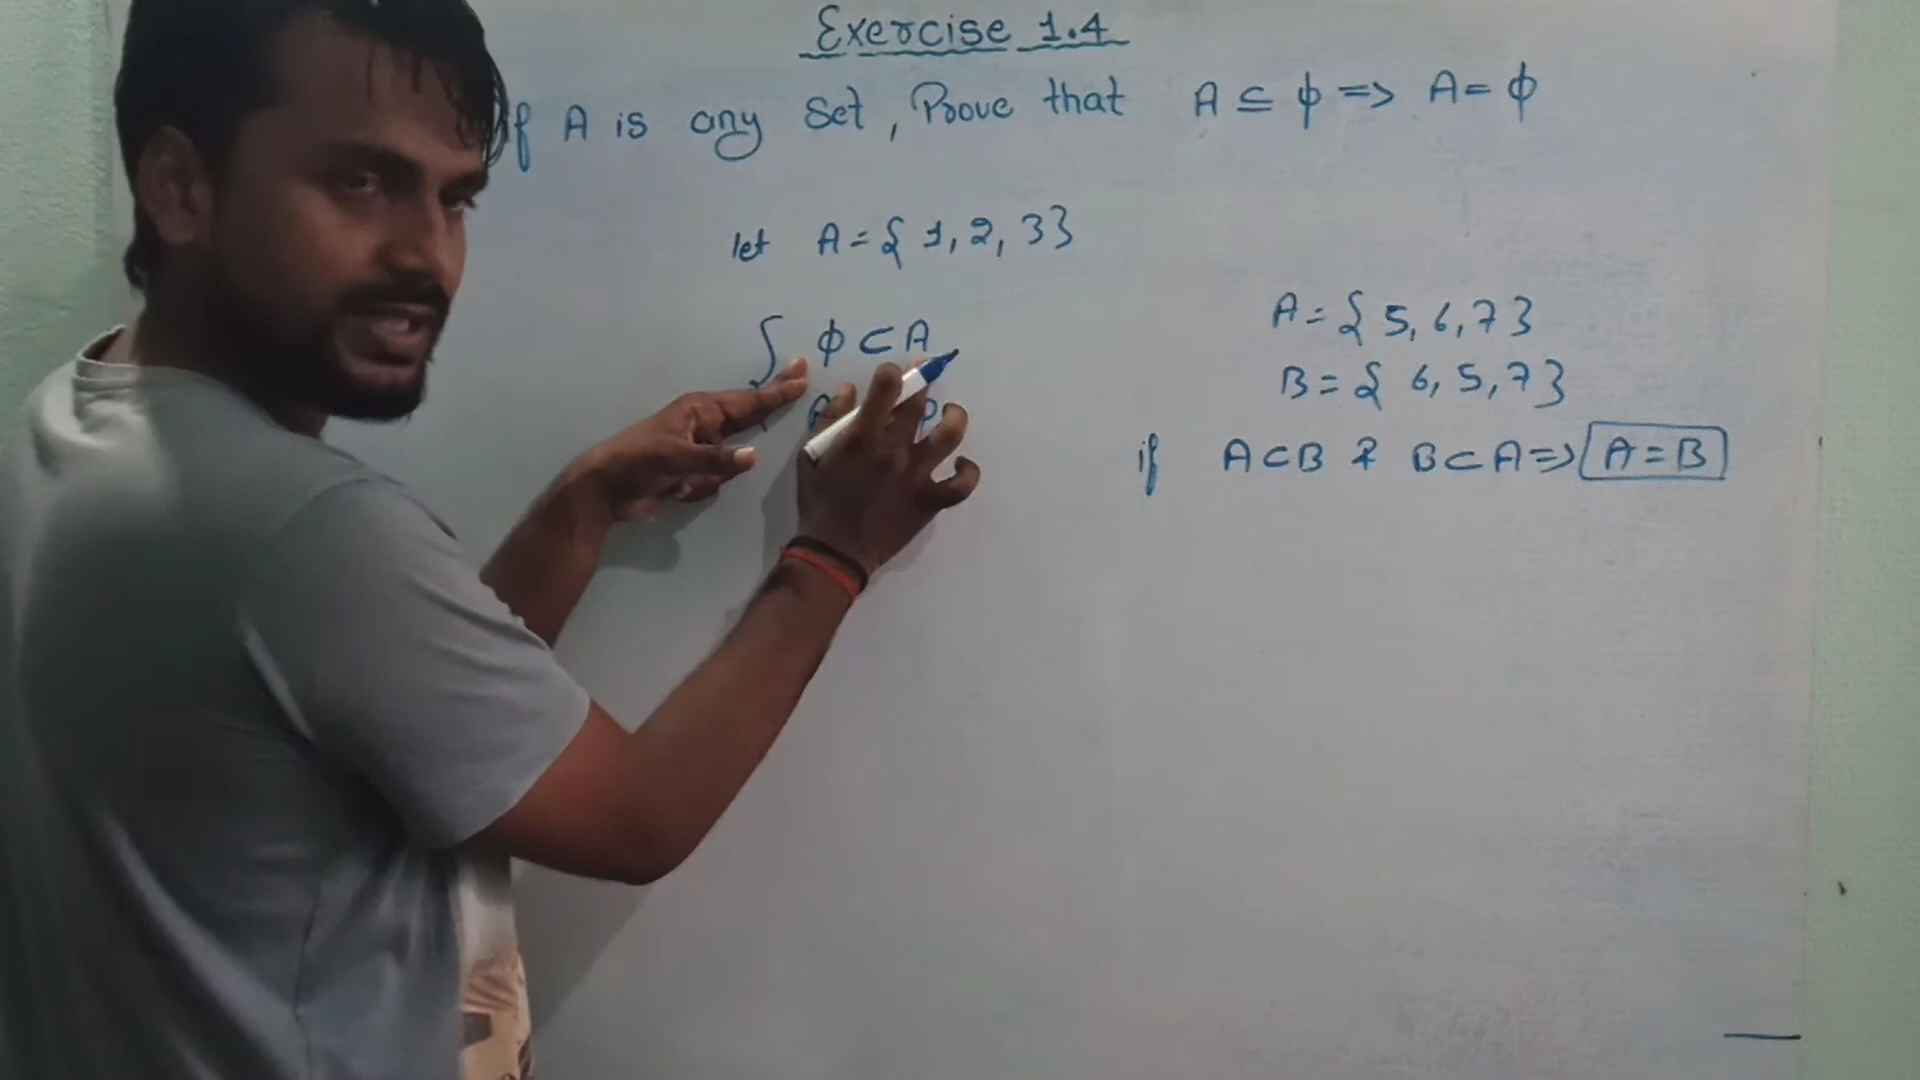 Exercise 1.4
If A is any set, Prove that A ⊆ ϕ => A = ϕ
let A = { 1, 2, 3 }
ϕ ⊂ A
A = { 5, 6, 7 }
B = { 6, 5, 7 }
if A ⊂ B & B ⊂ A => A = B